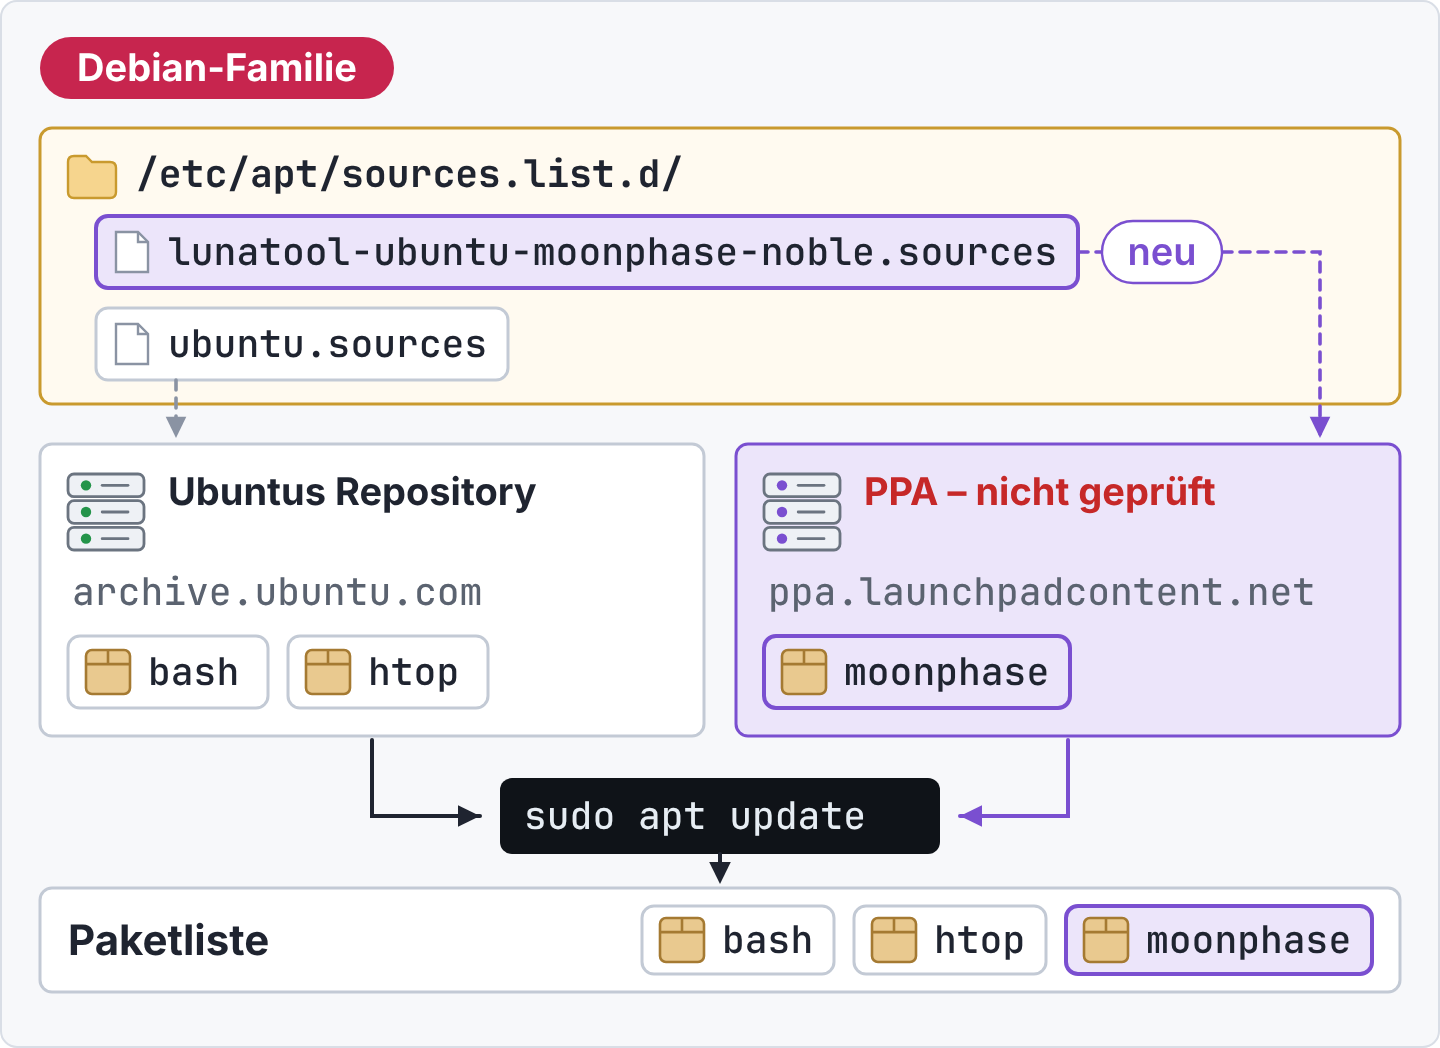 Debian-Familie
/etc/apt/sources.list.d/
lunatool-ubuntu-moonphase-noble.sources
neu
ubuntu.sources
Ubuntus Repository
archive.ubuntu.com
bash
htop
PPA – nicht geprüft
ppa.launchpadcontent.net
moonphase
sudo apt update
Paketliste
bash
htop
moonphase